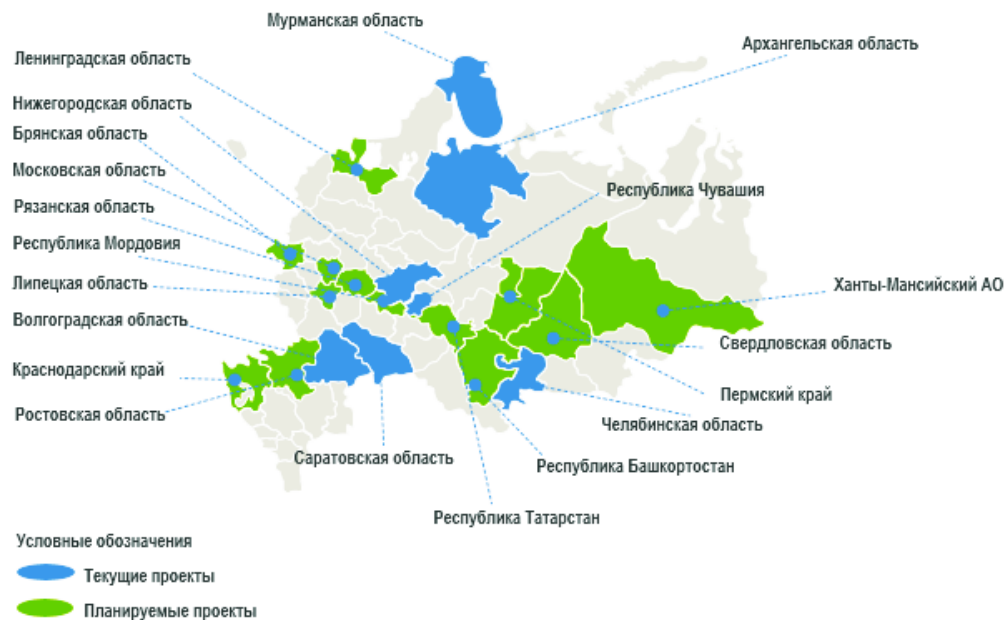 Мурманская область
Архангельская область
Ленинградская область
Нижегородская область
Брянская область
Московская область
Республика Чувашия
Рязанская область
Республика Мордовия
Липецкая область
Ханты-Мансийский АО
Волгоградская область
Свердловская область
Краснодарский край
Пермский край
Ростовская область
Челябинская область
Саратовская область
Республика Башкортостан
Республика Татарстан
Условные обозначения
Текущие проекты
Планируемые проекты